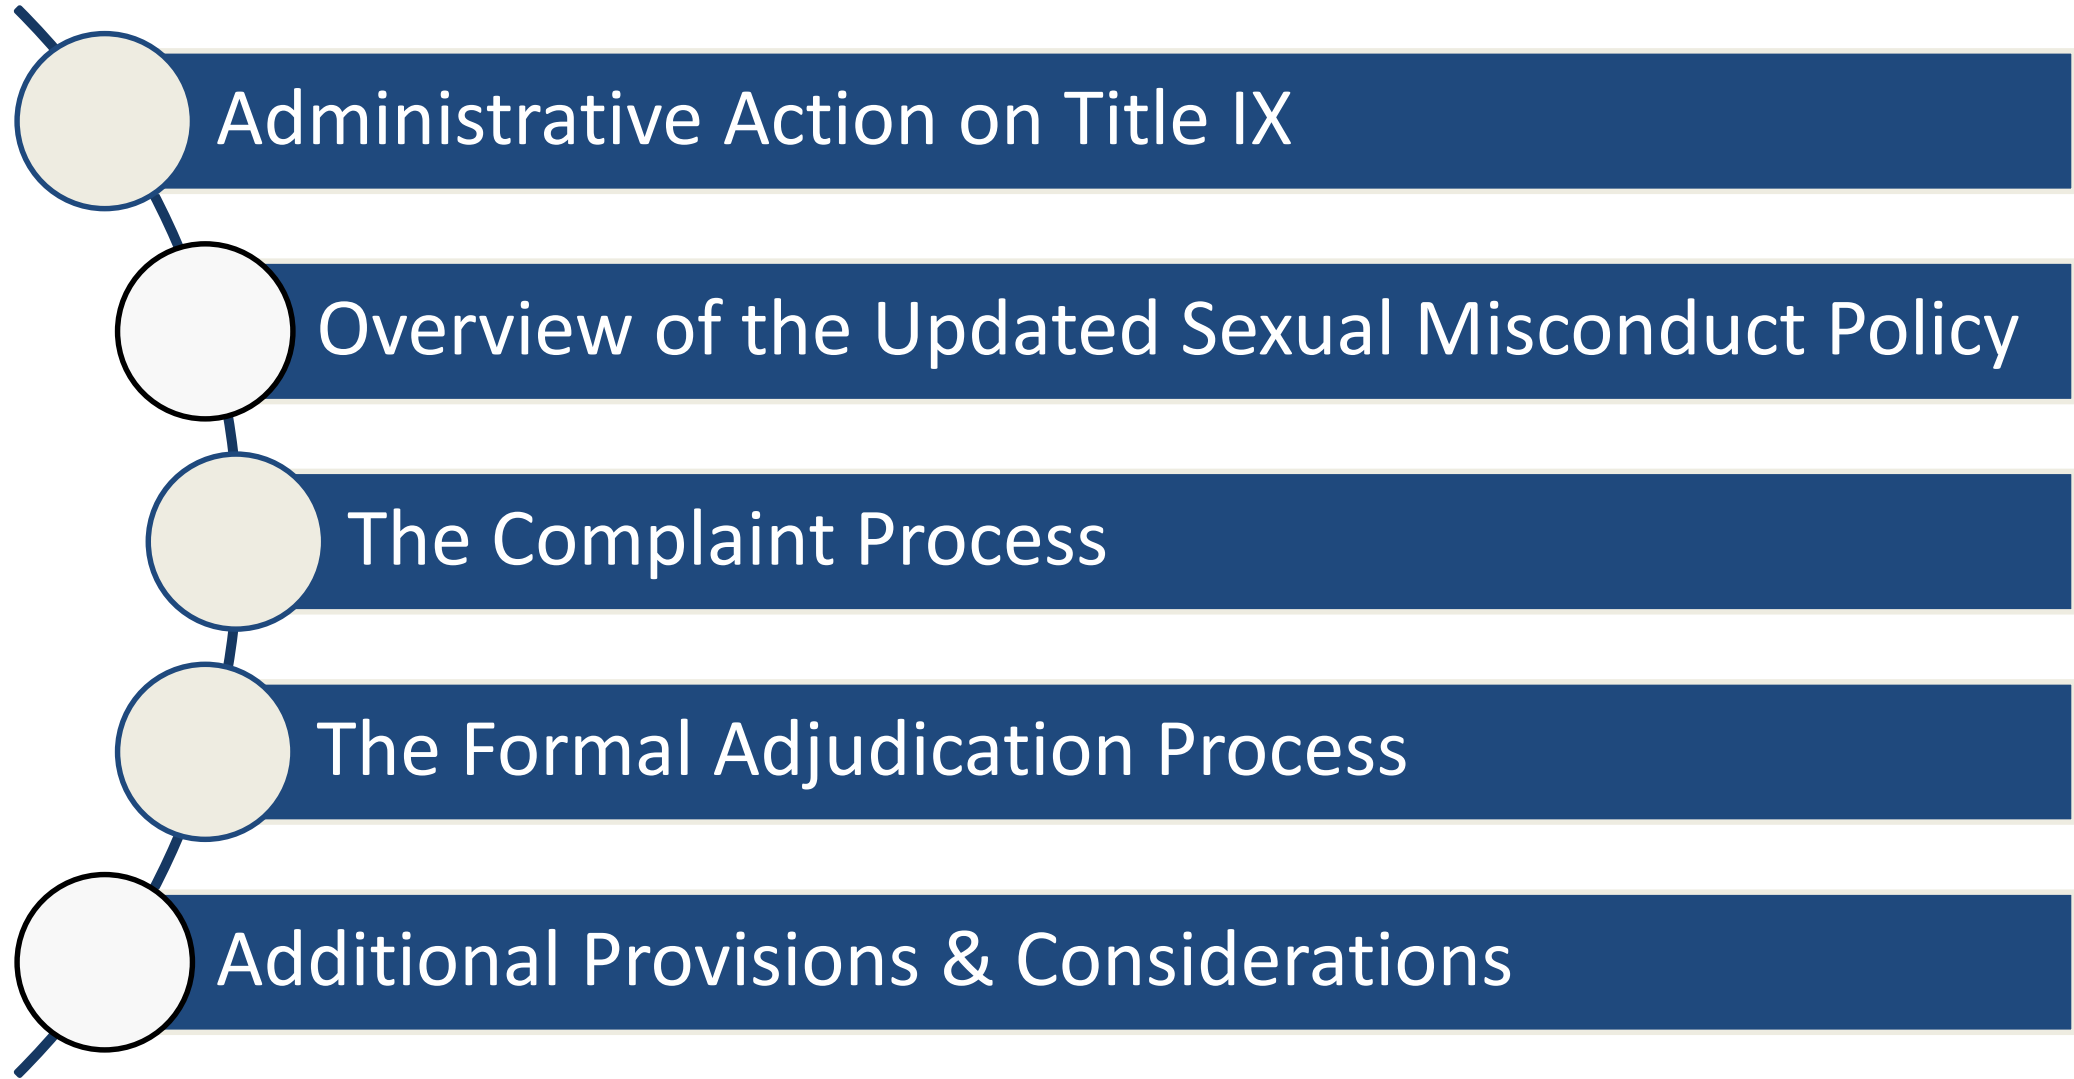 Administrative Action on Title IX
Overview of the Updated Sexual Misconduct Policy
The Complaint Process
The Formal Adjudication Process
Additional Provisions & Considerations